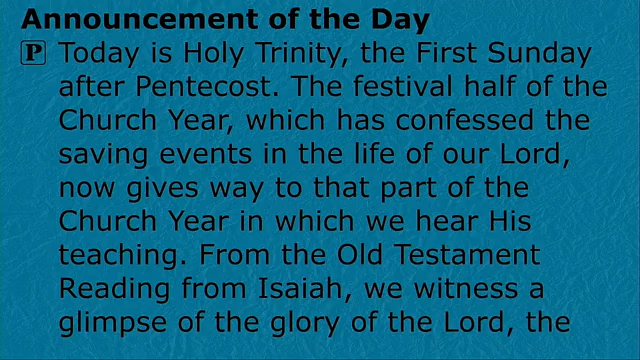 Announcement of the Day
P Today is Holy Trinity, the First Sunday
after Pentecost. The festival half of the
Church Year, which has confessed the
saving events in the life of our Lord,
now gives way to that part of the
Church Year in which we hear His
teaching. From the Old Testament
Reading from Isaiah, we witness a
glimpse of the glory of the Lord, the